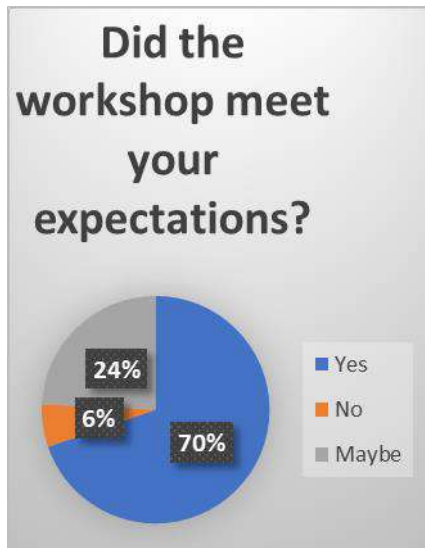 Did the
workshop meet
your
expectations?
24%
6%
70%
Yes
No
Maybe